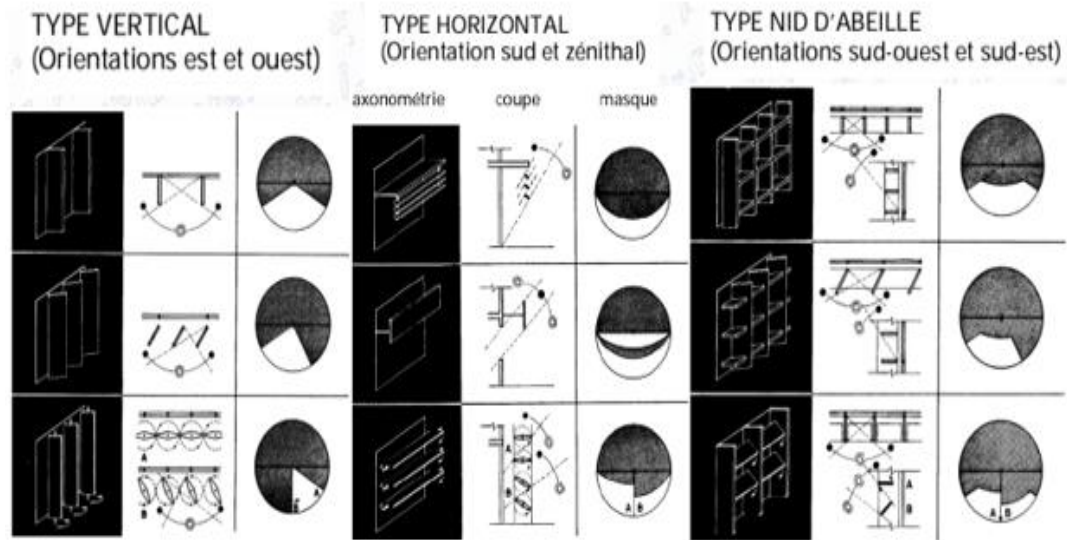 TYPE VERTICAL
(Orientations est et ouest)
TYPE HORIZONTAL
(Orientation sud et zénithal)
TYPE NID D'ABEILLE
(Orientations sud-ouest et sud-est)
axonométrie
coupe
masque
A
B
A
A
B
A B
A
B
A B